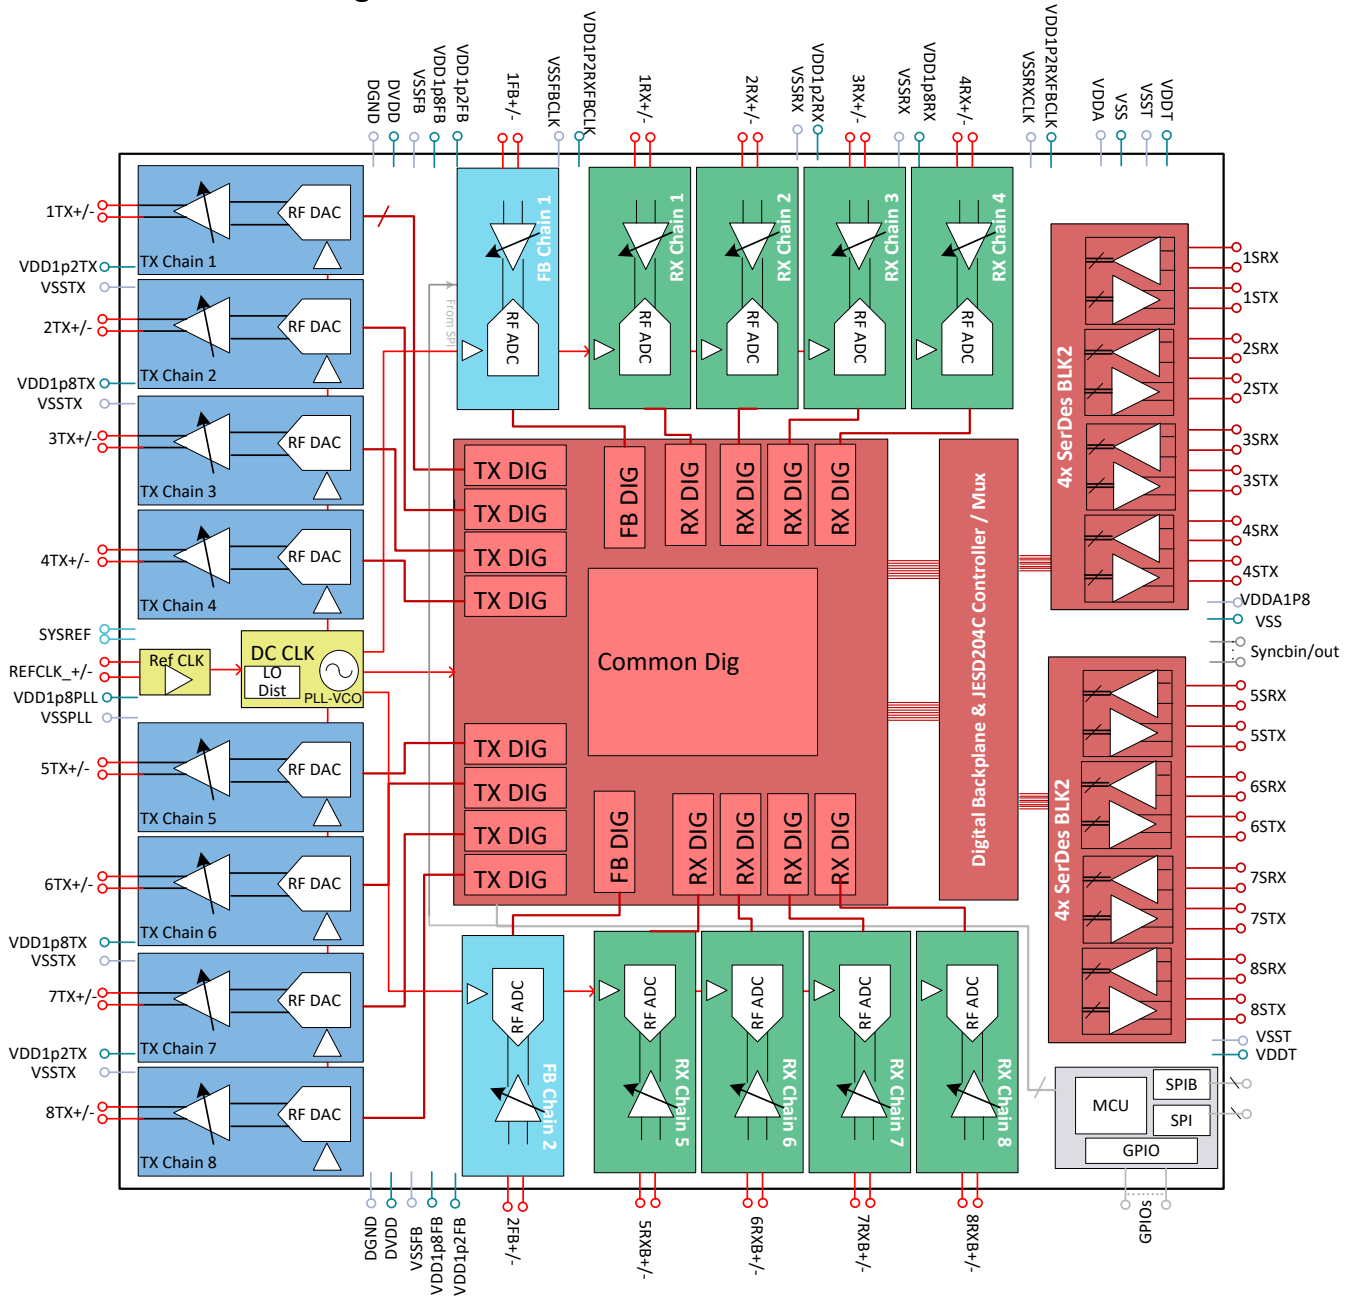 DGND
DVDD
VSSFB
VDD1p8FB
VDD1p2FB
1FB+/-
VSSFBCLK
VDD1P2RXFBCLK
1RX+/-
2RX+/-
VSSRX
VDD1p2RX
3RX+/-
VSSRX
VDD1p8RX
4RX+/-
VSSRXCLK
VDD1P2RXFBCLK
VDDA
VSS
VSST
VDDT
1TX+/-
VDD1p2TX
VSSTX
2TX+/-
VDD1p8TX
VSSTX
3TX+/-
4TX+/-
SYSREF
REFCLK_+/-
VDD1p8PLL
VSSPLL
5TX+/-
6TX+/-
VDD1p8TX
VSSTX
7TX+/-
VDD1p2TX
VSSTX
8TX+/-
RF DAC
TX Chain 1
RF DAC
TX Chain 2
RF DAC
TX Chain 3
RF DAC
TX Chain 4
Ref CLK
DC CLK
LO
Dist
PLL-VCO
RF DAC
TX Chain 5
RF DAC
TX Chain 6
RF DAC
TX Chain 7
RF DAC
TX Chain 8
From SPI
FB Chain 1
RF ADC
RX Chain 1
RF ADC
RX Chain 2
RF ADC
RX Chain 3
RF ADC
RX Chain 4
RF ADC
TX DIG
TX DIG
TX DIG
TX DIG
FB DIG
RX DIG
RX DIG
RX DIG
RX DIG
Common Dig
TX DIG
TX DIG
TX DIG
TX DIG
FB DIG
RX DIG
RX DIG
RX DIG
RX DIG
Digital Backplane & JESD204C Controller / Mux
RF ADC
FB Chain 2
RF ADC
RX Chain 5
RF ADC
RX Chain 6
RF ADC
RX Chain 7
RF ADC
RX Chain 8
4x SerDes BLK2
1SRX
1STX
2SRX
2STX
3SRX
3STX
4SRX
4STX
VDDA1P8
VSS
Syncbin/out
4x SerDes BLK2
5SRX
5STX
6SRX
6STX
7SRX
7STX
8SRX
8STX
VSST
VDDT
MCU
SPIB
SPI
GPIO
GPIOS
DGND
DVDD
VSSFB
VDD1p8FB
VDD1p2FB
2FB+/-
5RXB+/-
6RXB+/-
7RXB+/-
8RXB+/-